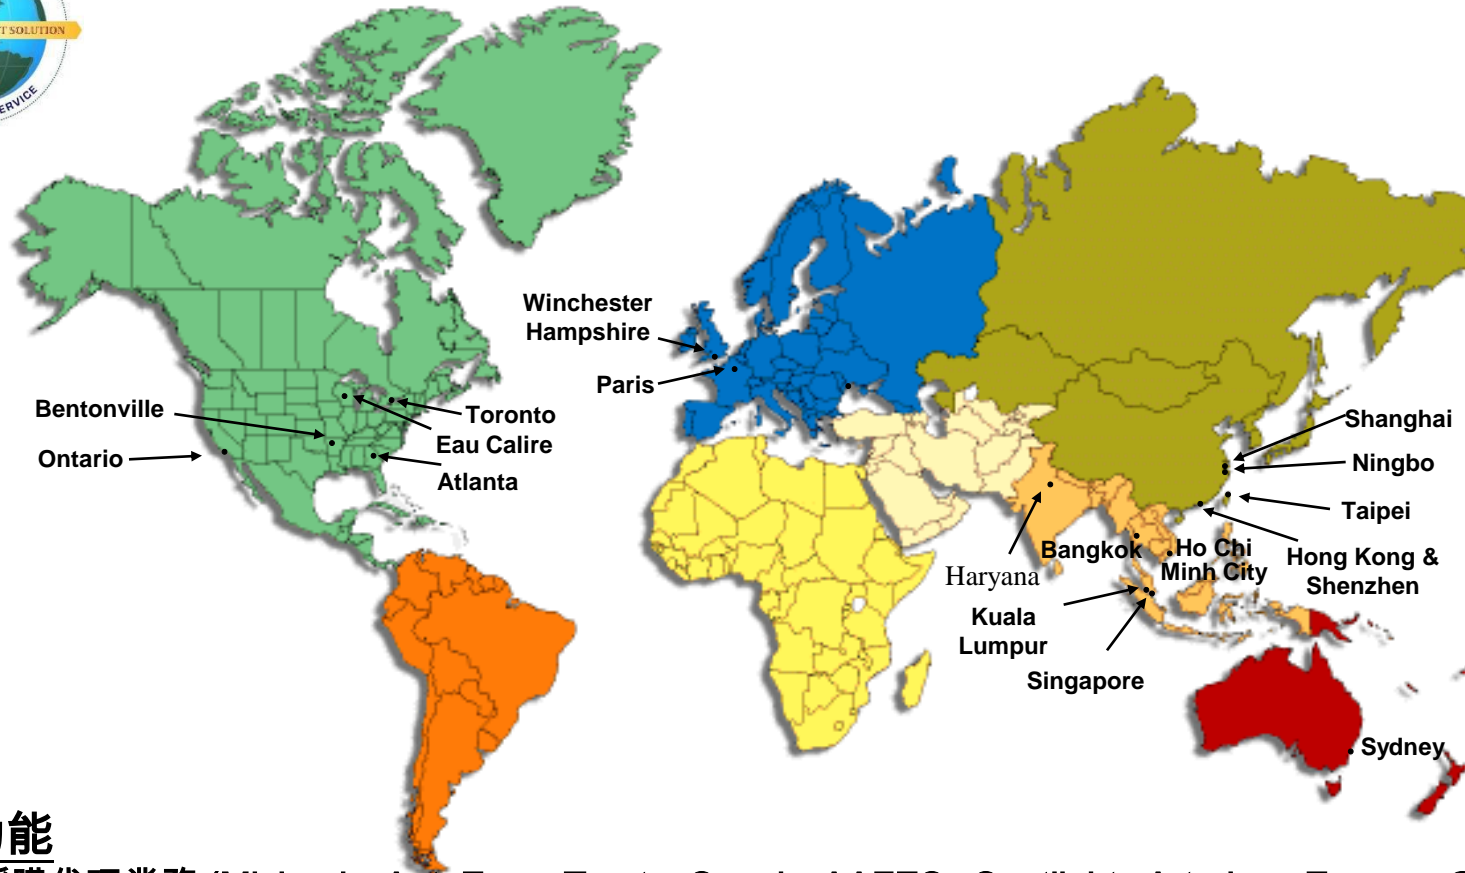 T SOLUTION
ERVICE
Winchester
Hampshire
Paris
Bentonville
Ontario
Toronto
Eau Calire
Atlanta
Shanghai
Ningbo
Taipei
Hong Kong &
Shenzhen
Bangkok
Ho Chi
Minh City
Haryana
Kuala
Lumpur
Singapore
Sydney
能